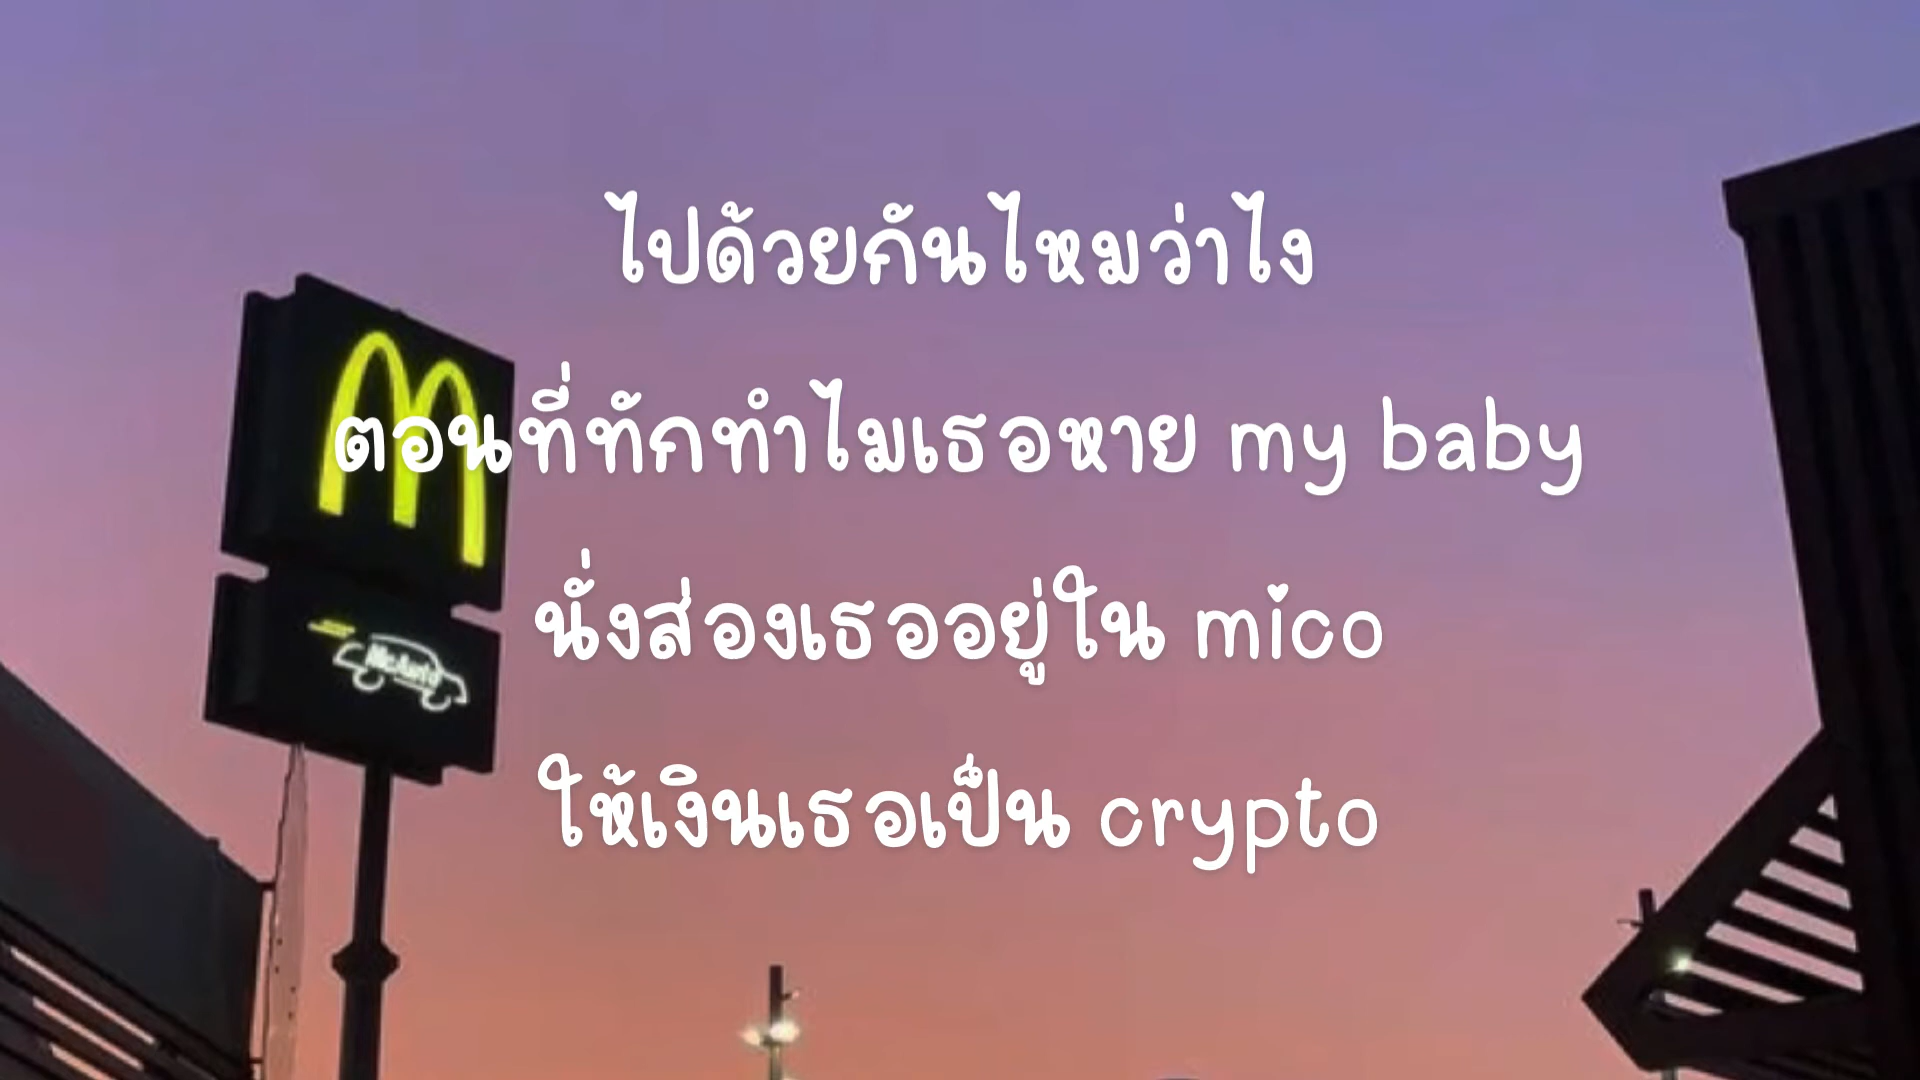 ไปด้วยกันไหมว่าไง
ตอนที่ทักทำไมเธอหาย my baby
นั่งส่องเธออยู่ใน mico
ให้เงินเธอเป็น crypto
McAuto